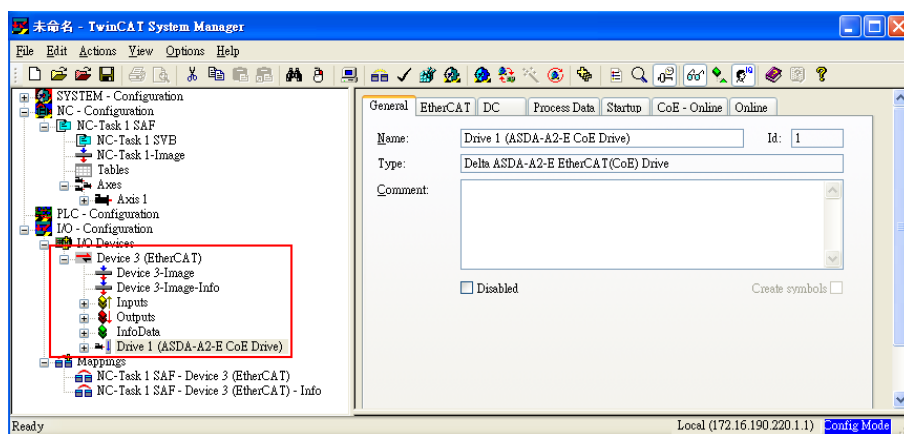 未命名 - TwinCAT System Manager
File Edit Actions View Options Help
SYSTEM - Configuration
NC - Configuration
NC-Task 1 SAF
NC-Task 1 SVB
NC-Task 1-Image
Tables
Axes
Axis 1
PLC - Configuration
I/O - Configuration
I/O Devices
Device 3 (EtherCAT)
Device 3-Image
Device 3-Image-Info
Inputs
Outputs
InfoData
Drive 1 (ASDA-A2-E CoE Drive)
Mappings
NC-Task 1 SAF - Device 3 (EtherCAT)
NC-Task 1 SAF - Device 3 (EtherCAT) - Info
General EtherCAT DC Process Data Startup CoE - Online Online
Name: Drive 1 (ASDA-A2-E CoE Drive) Id: 1
Type: Delta ASDA-A2-E EtherCAT(CoE) Drive
Comment:
Disabled Create symbols
Ready Local (172.16.190.220.1.1) Config Mode